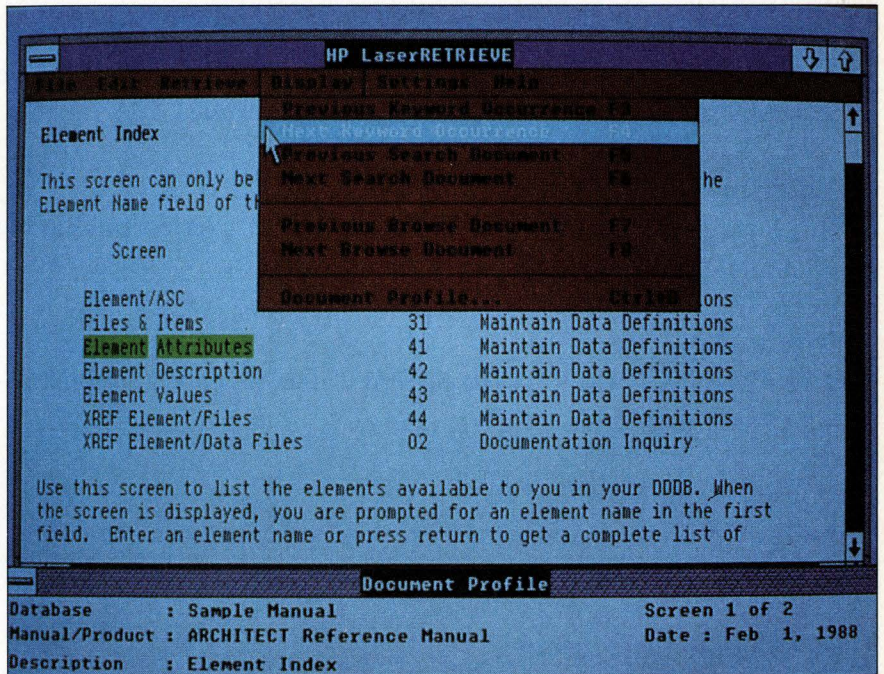 HP LaserRETRIEVE
File Edit Retrieve Display Settings Help
Previous Keyword Occurrence F3
Next Keyword Occurrence F4
Previous Search Document F5
Next Search Document F6
Previous Browse Document F7
Next Browse Document F8
Document Profile... Ctrl+D
Element Index
This screen can only be he
Element Name field of th
Screen
Element/ASC ions
Files & Items 31 Maintain Data Definitions
Element Attributes 41 Maintain Data Definitions
Element Description 42 Maintain Data Definitions
Element Values 43 Maintain Data Definitions
XREF Element/Files 44 Maintain Data Definitions
XREF Element/Data Files 02 Documentation Inquiry
Use this screen to list the elements available to you in your DDDB. When
the screen is displayed, you are prompted for an element name in the first
field. Enter an element name or press return to get a complete list of
Document Profile
Database : Sample Manual Screen 1 of 2
Manual/Product : ARCHITECT Reference Manual Date : Feb 1, 1988
Description : Element Index